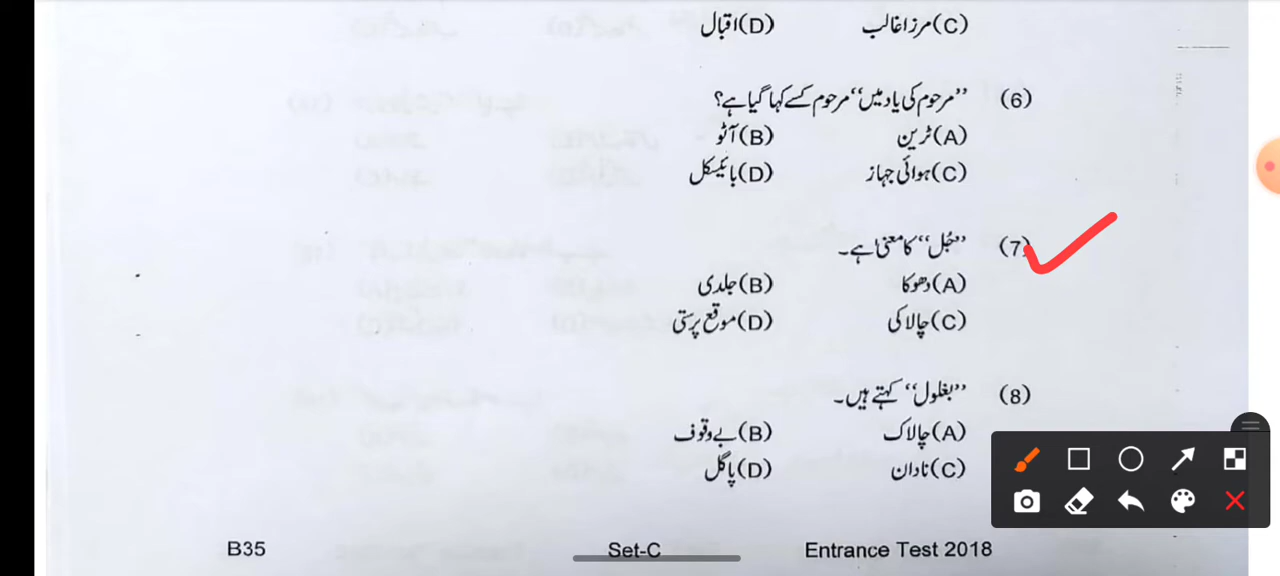 (C) مرزا غالب (D) اقبال
(6) ”مرحوم کی یاد میں“ مرحوم کسے کہا گیا ہے؟
(A) ٹرین (B) آٹو
(C) ہوائی جہاز (D) بائیسکل
(7) ”جُل“ کا معنیٰ ہے۔
(A) دھوکا (B) جلدی
(C) چالاکی (D) موقع پرستی
(8) ”بغلول“ کہتے ہیں۔
(A) چالاک (B) بے وقوف
(C) نادان (D) پاگل
B35 Set-C Entrance Test 2018